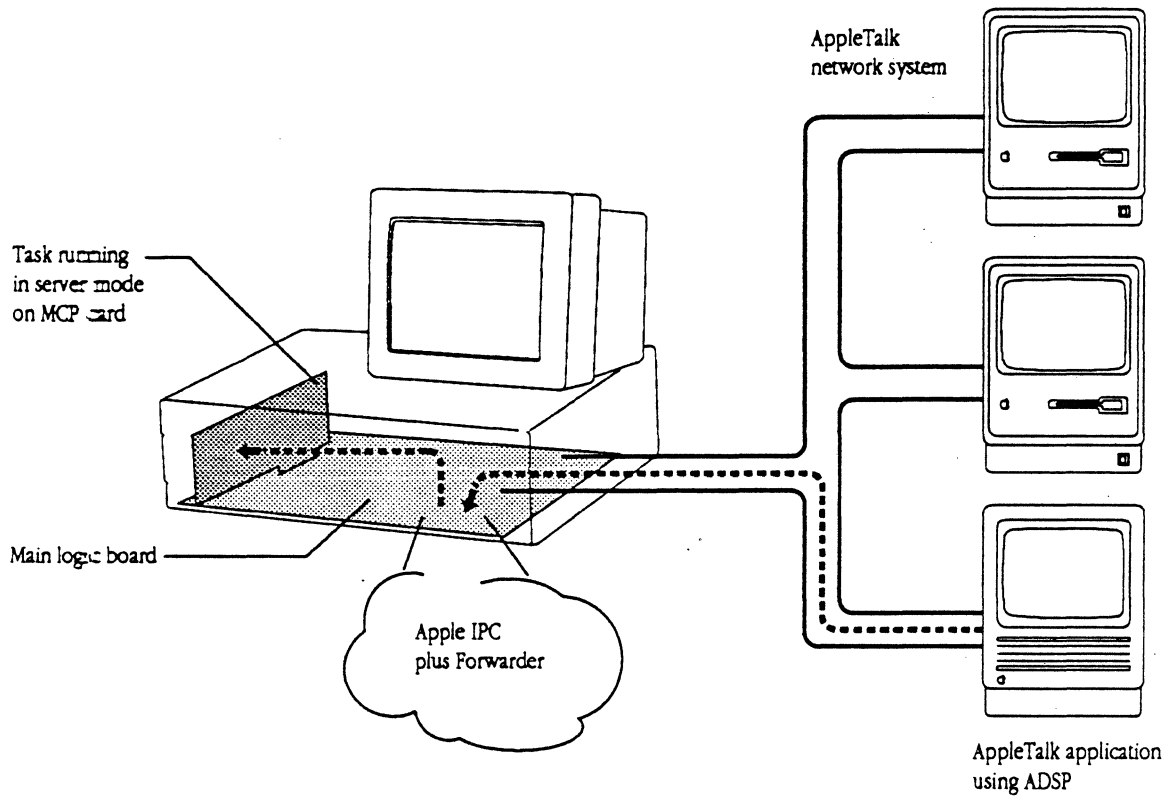 AppleTalk
network system
Task running
in server mode
on MCP card
Main logic board
Apple IPC
plus Forwarder
AppleTalk application
using ADSP